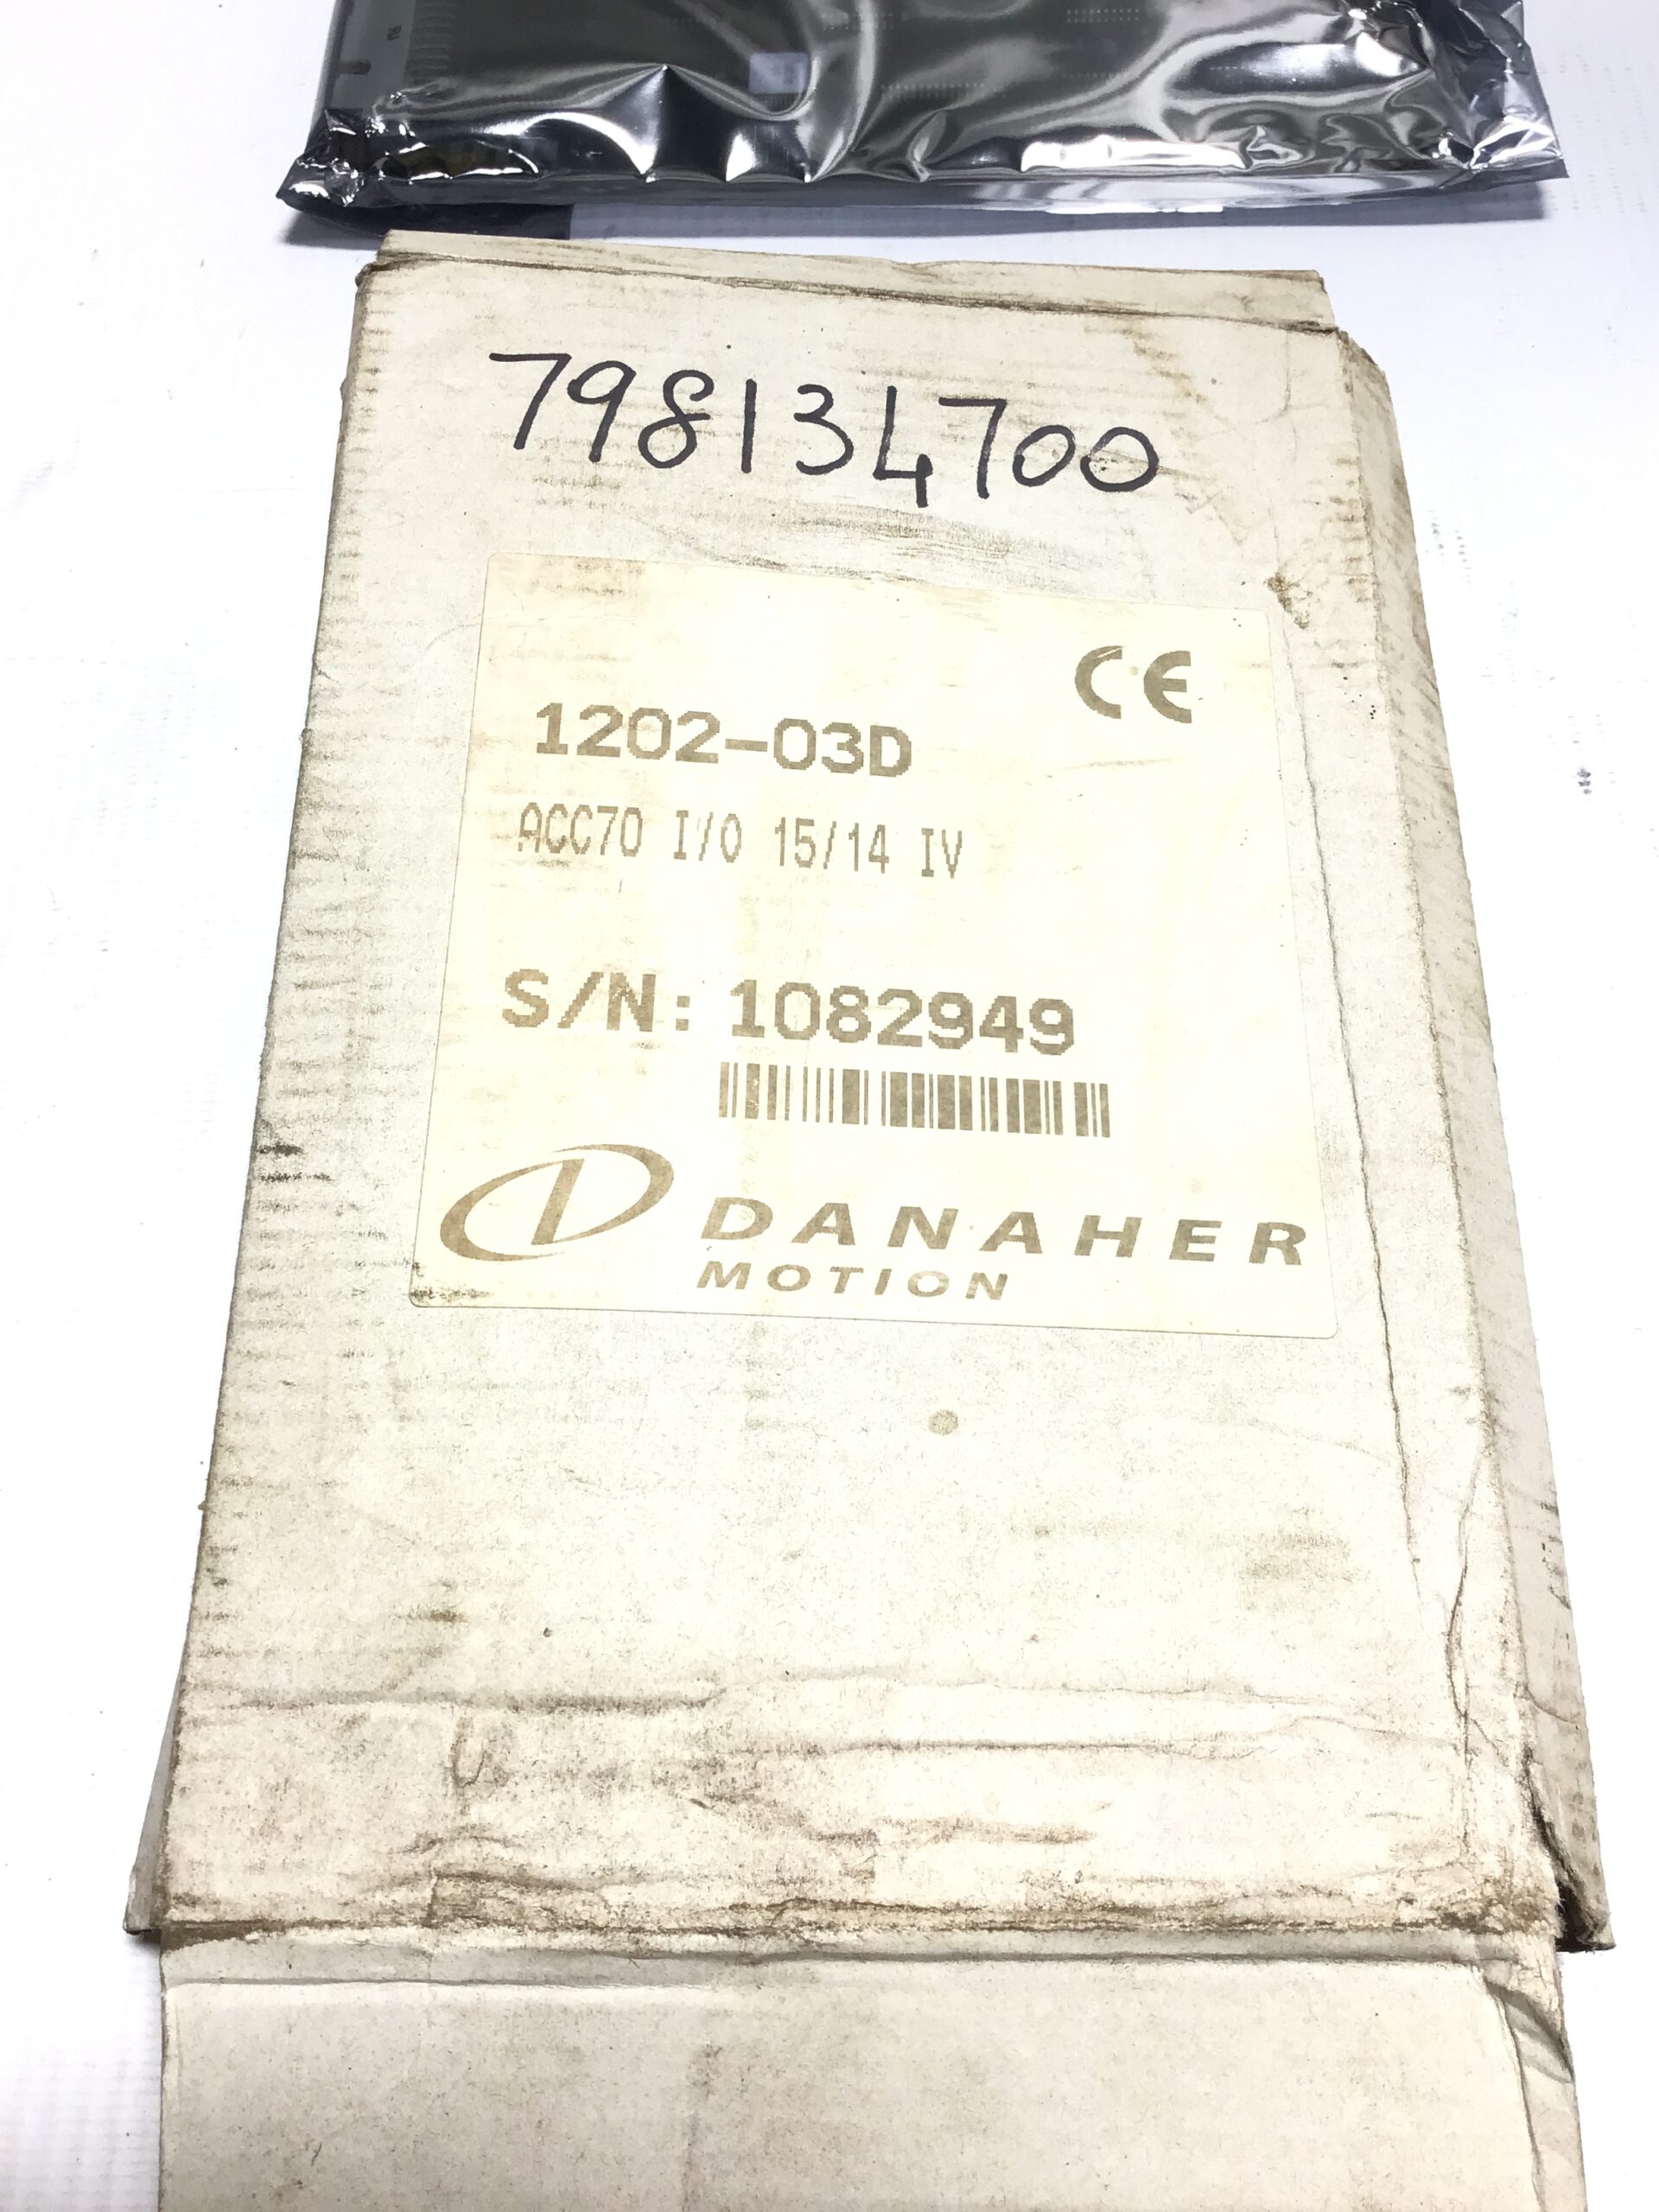 798134700
CE
1202-03D
ACC70 I/O 15/14 IV
S/N: 1082949
DANAHER
MOTION